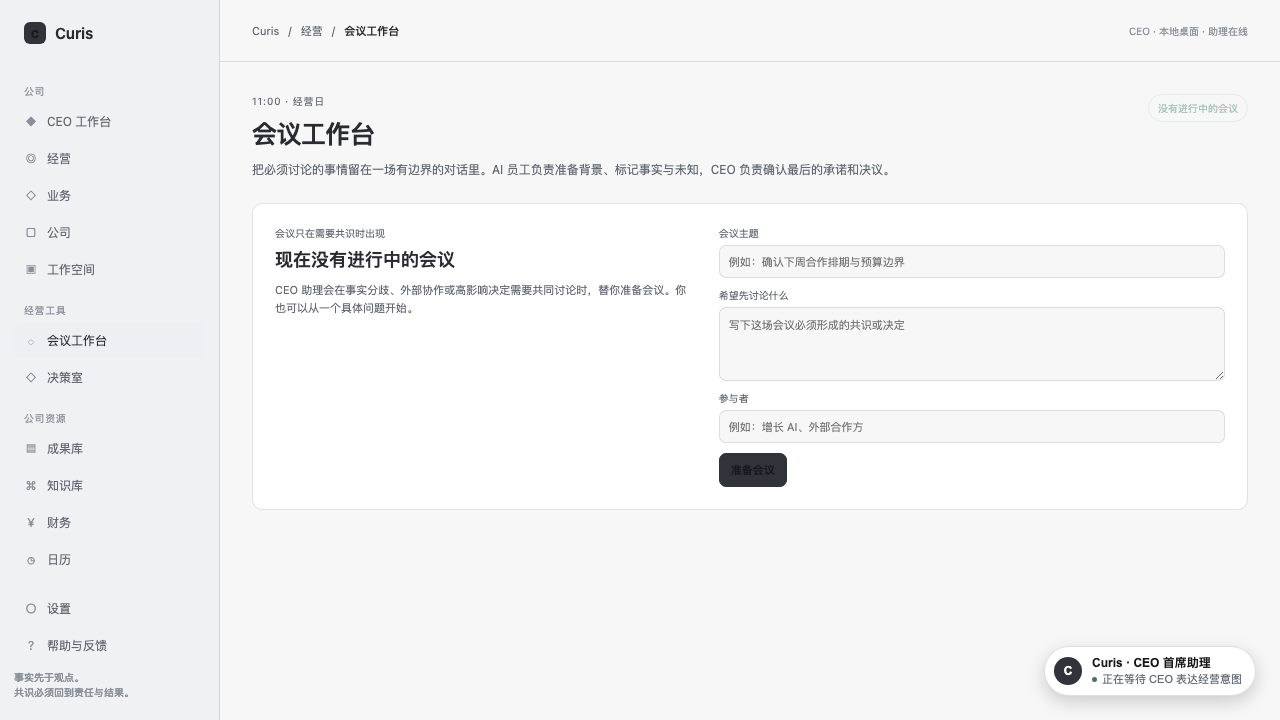 C Curis
公司
CEO 工作台
经营
业务
公司
工作空间
经营工具
会议工作台
决策室
公司资源
成果库
知识库
¥ 财务
日历
设置
? 帮助与反馈
事实先于观点。
共识必须回到责任与结果。
Curis / 经营 / 会议工作台
CEO · 本地桌面 · 助理在线
11:00 · 经营日
没有进行中的会议
会议工作台
把必须讨论的事情留在一场有边界的对话里。AI 员工负责准备背景、标记事实与未知，CEO 负责确认最后的承诺和决议。
会议只在需要共识时出现
现在没有进行中的会议
CEO 助理会在事实分歧、外部协作或高影响决定需要共同讨论时，替你准备会议。你
也可以从一个具体问题开始。
会议主题
例如：确认下周合作排期与预算边界
希望先讨论什么
写下这场会议必须形成的共识或决定
参与者
例如：增长 AI、外部合作方
准备会议
C
Curis · CEO 首席助理
正在等待 CEO 表达经营意图